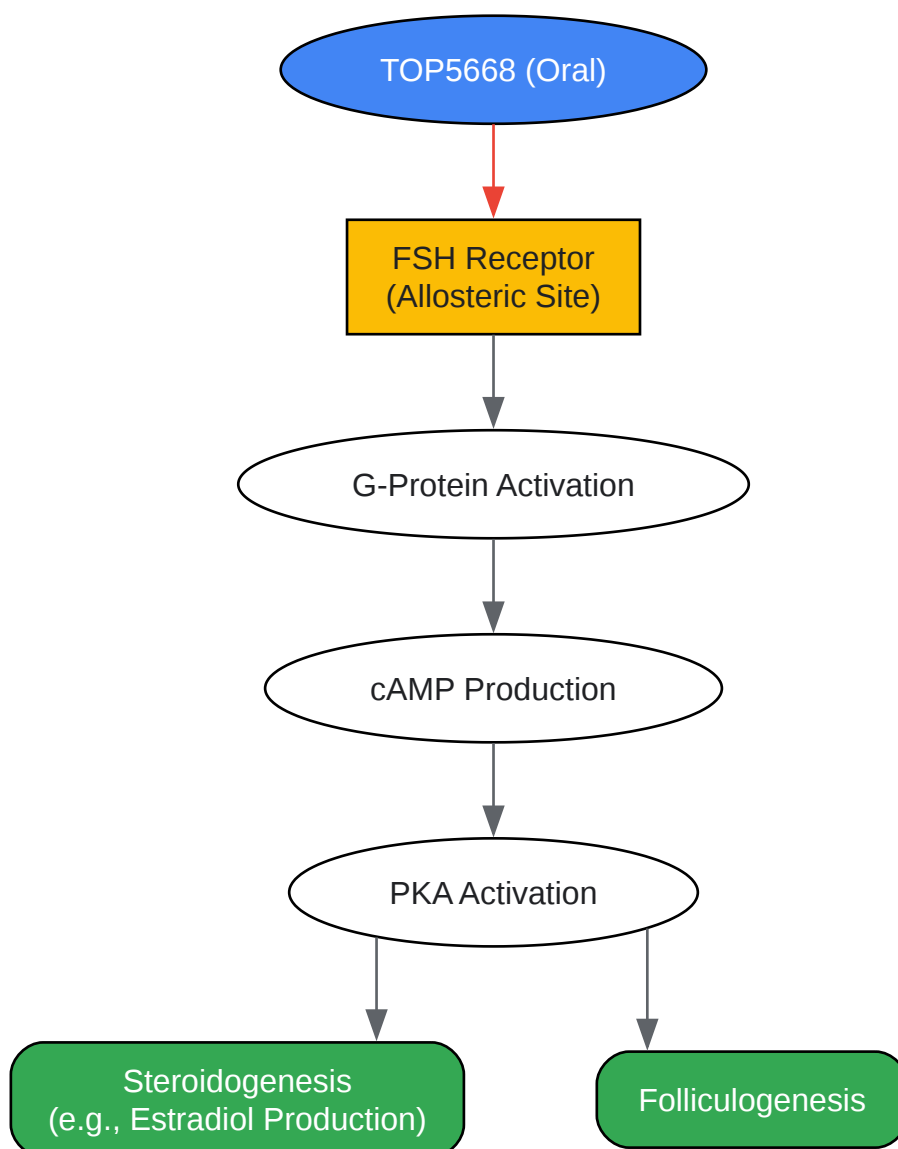 TOP5668 (Oral)
FSH Receptor
(Allosteric Site)
G-Protein Activation
cAMP Production
PKA Activation
Steroidogenesis
(e.g., Estradiol Production)
Folliculogenesis